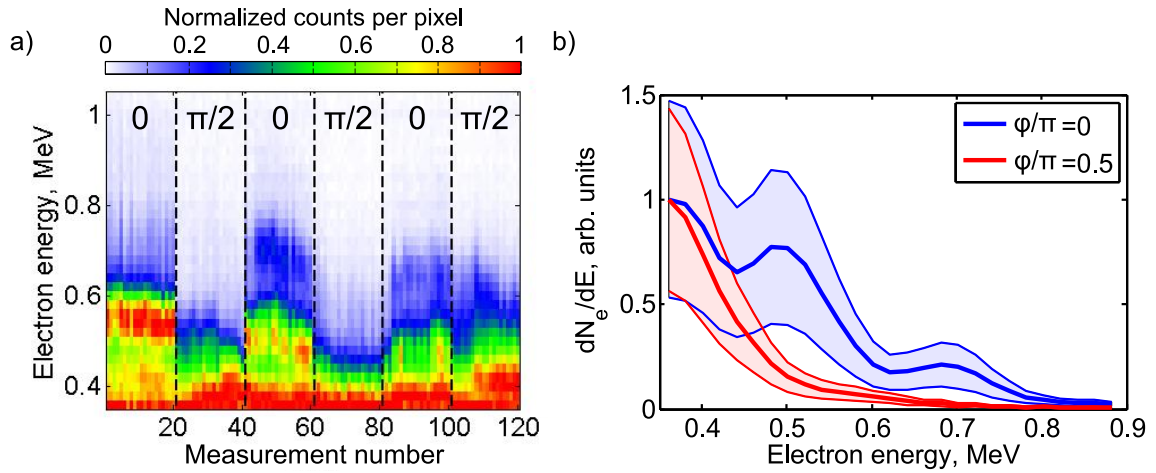 Normalized counts per pixel
a)
0 0.2 0.4 0.6 0.8 1
0 π/2 0 π/2 0 π/2
Electron energy, MeV
1
0.8
0.6
0.4
20 40 60 80 100 120
Measurement number
b)
φ/π=0
φ/π=0.5
dNₑ/dE, arb. units
1.5
1
0.5
0
0.4 0.5 0.6 0.7 0.8 0.9
Electron energy, MeV